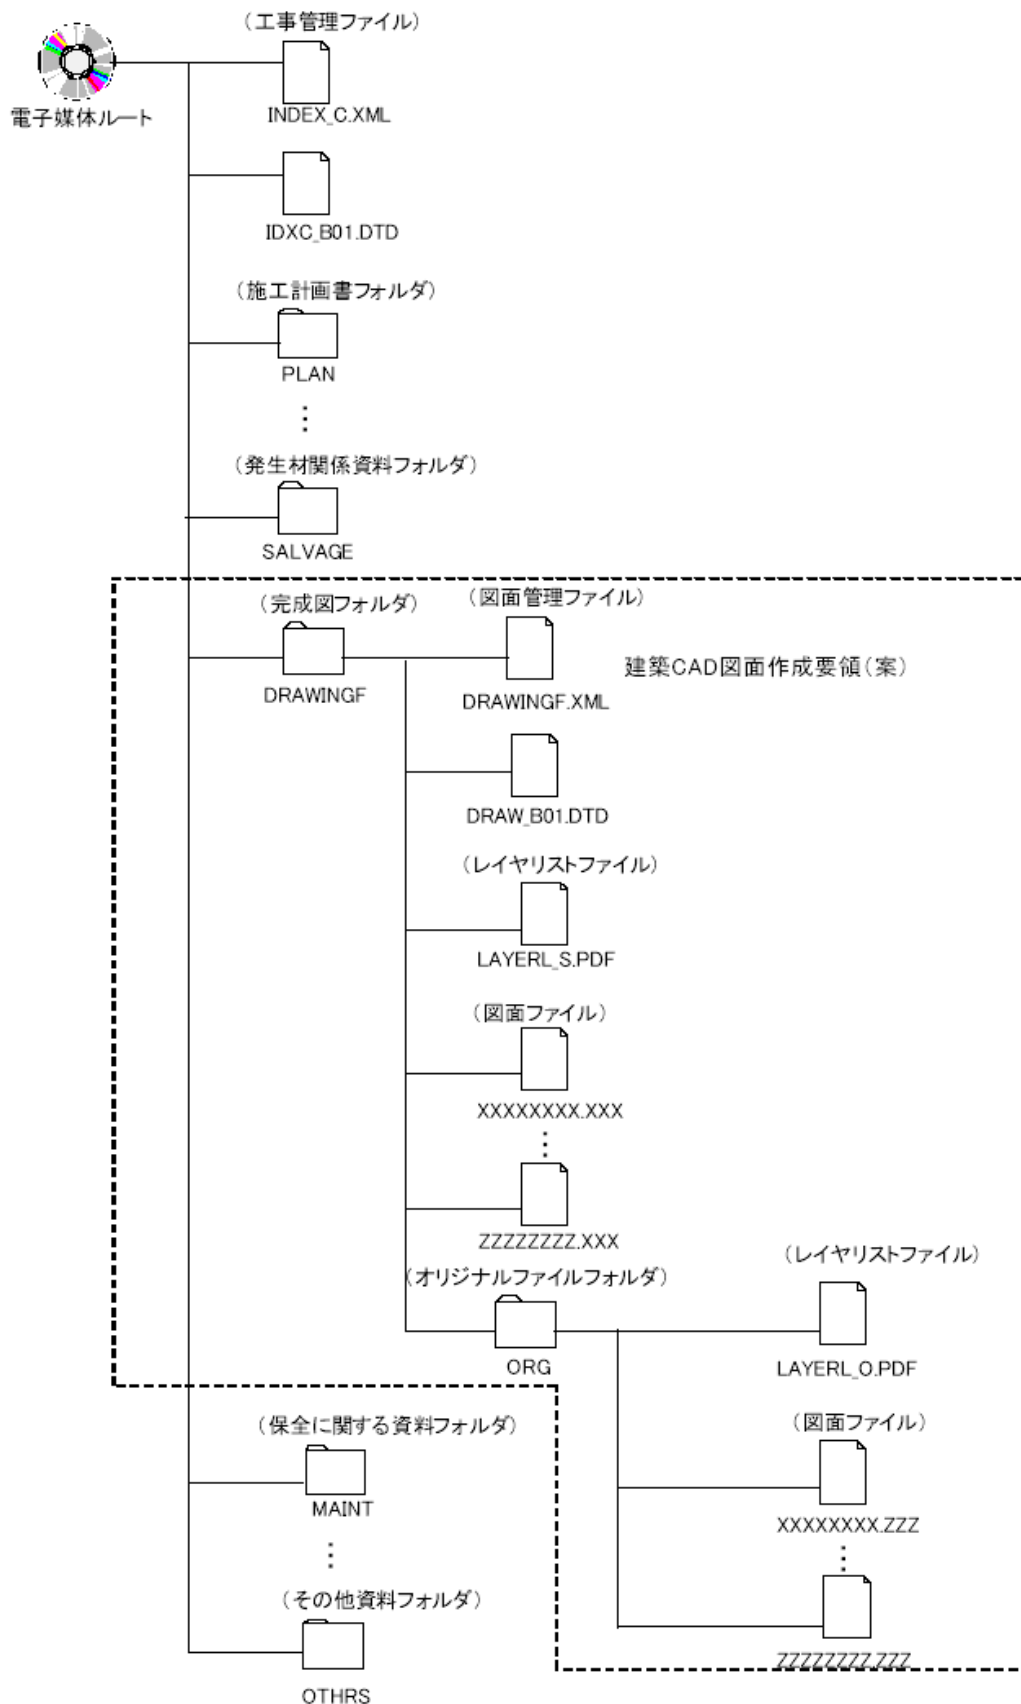 （工事管理ファイル）
電子媒体ルート
INDEX_C.XML
IDXC_B01.DTD
（施工計画書フォルダ）
PLAN
（発生材関係資料フォルダ）
SALVAGE
（完成図フォルダ）
（図面管理ファイル）
建築CAD図面作成要領（案）
DRAWINGF
DRAWINGF.XML
DRAW_B01.DTD
（レイヤリストファイル）
LAYERL_S.PDF
（図面ファイル）
XXXXXXXX.XXX
ZZZZZZZZ.XXX
（オリジナルファイルフォルダ）
ORG
（レイヤリストファイル）
LAYERL_O.PDF
（図面ファイル）
XXXXXXXX.ZZZ
ZZZZZZZZ.ZZZ
（保全に関する資料フォルダ）
MAINT
（その他資料フォルダ）
OTHRS